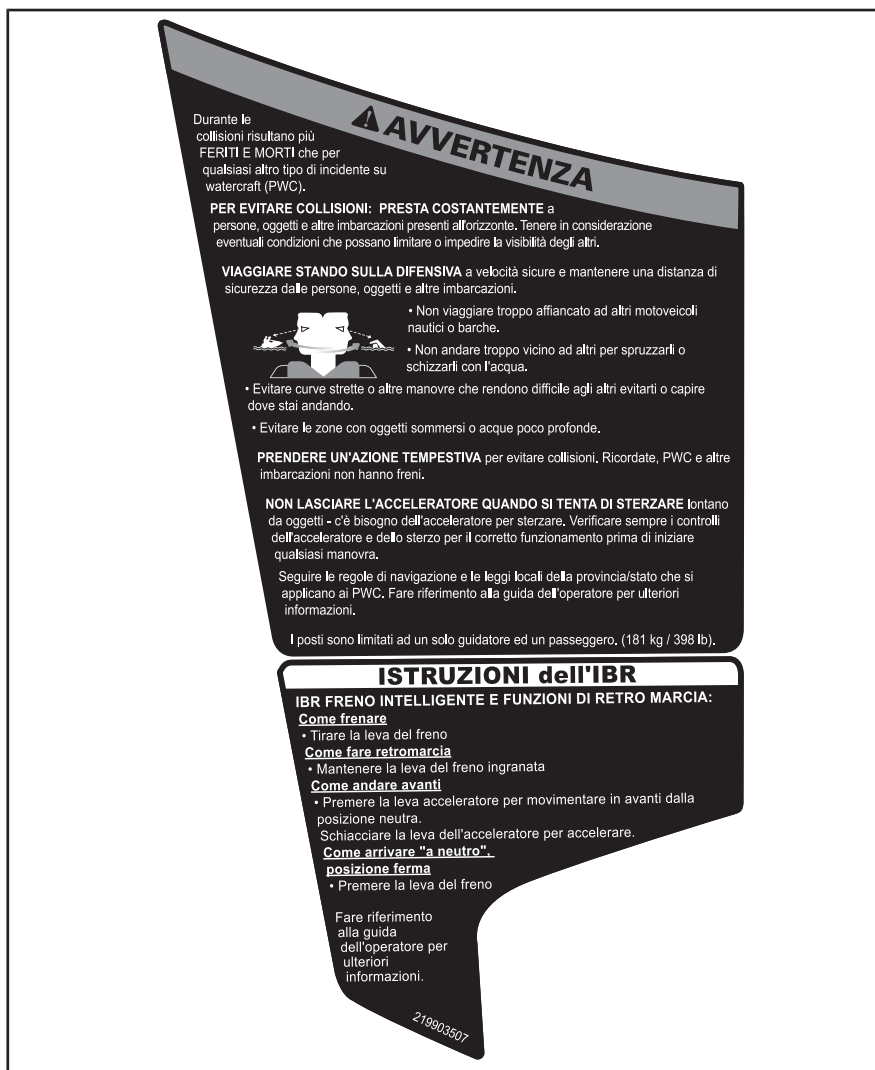 AVVERTENZA
Durante le
collisioni risultano più
FERITI E MORTI che per
qualsiasi altro tipo di incidente su
watercraft (PWC).
PER EVITARE COLLISIONI: PRESTA COSTANTEMENTE a
persone, oggetti e altre imbarcazioni presenti all'orizzonte. Tenere in considerazione
eventuali condizioni che possano limitare o impedire la visibilità degli altri.
VIAGGIARE STANDO SULLA DIFENSIVA a velocità sicure e mantenere una distanza di
sicurezza dalle persone, oggetti e altre imbarcazioni.
• Non viaggiare troppo affiancato ad altri motoveicoli
nautici o barche.
• Non andare troppo vicino ad altri per spruzzarli o
schizzarli con l'acqua.
• Evitare curve strette o altre manovre che rendono difficile agli altri evitarti o capire
dove stai andando.
• Evitare le zone con oggetti sommersi o acque poco profonde.
PRENDERE UN'AZIONE TEMPESTIVA per evitare collisioni. Ricordate, PWC e altre
imbarcazioni non hanno freni.
NON LASCIARE L'ACCELERATORE QUANDO SI TENTA DI STERZARE lontano
da oggetti - c'è bisogno dell'acceleratore per sterzare. Verificare sempre i controlli
dell'acceleratore e dello sterzo per il corretto funzionamento prima di iniziare
qualsiasi manovra.
Seguire le regole di navigazione e le leggi locali della provincia/stato che si
applicano ai PWC. Fare riferimento alla guida dell'operatore per ulteriori
informazioni.
I posti sono limitati ad un solo guidatore ed un passeggero. (181 kg / 398 lb).
ISTRUZIONI dell'IBR
IBR FRENO INTELLIGENTE E FUNZIONI DI RETRO MARCIA:
Come frenare
• Tirare la leva del freno
Come fare retromarcia
• Mantenere la leva del freno ingranata
Come andare avanti
• Premere la leva acceleratore per movimentare in avanti dalla
posizione neutra.
Schiacciare la leva dell'acceleratore per accelerare.
Come arrivare "a neutro",
posizione ferma
• Premere la leva del freno
Fare riferimento
alla guida
dell'operatore per
ulteriori
informazioni.
219903507